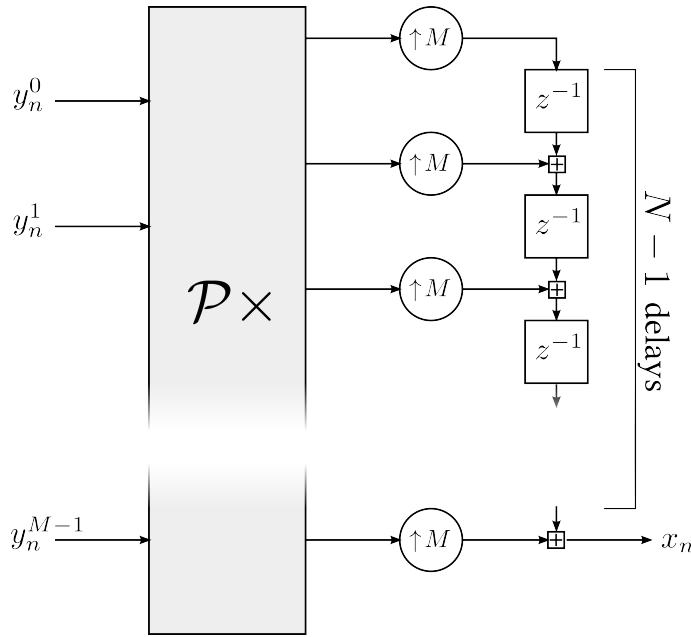 ↑M
y_n^0
z^{-1}
↑M
y_n^1
z^{-1}
N − 1 delays
𝒫×
↑M
z^{-1}
y_n^{M−1}
↑M
x_n